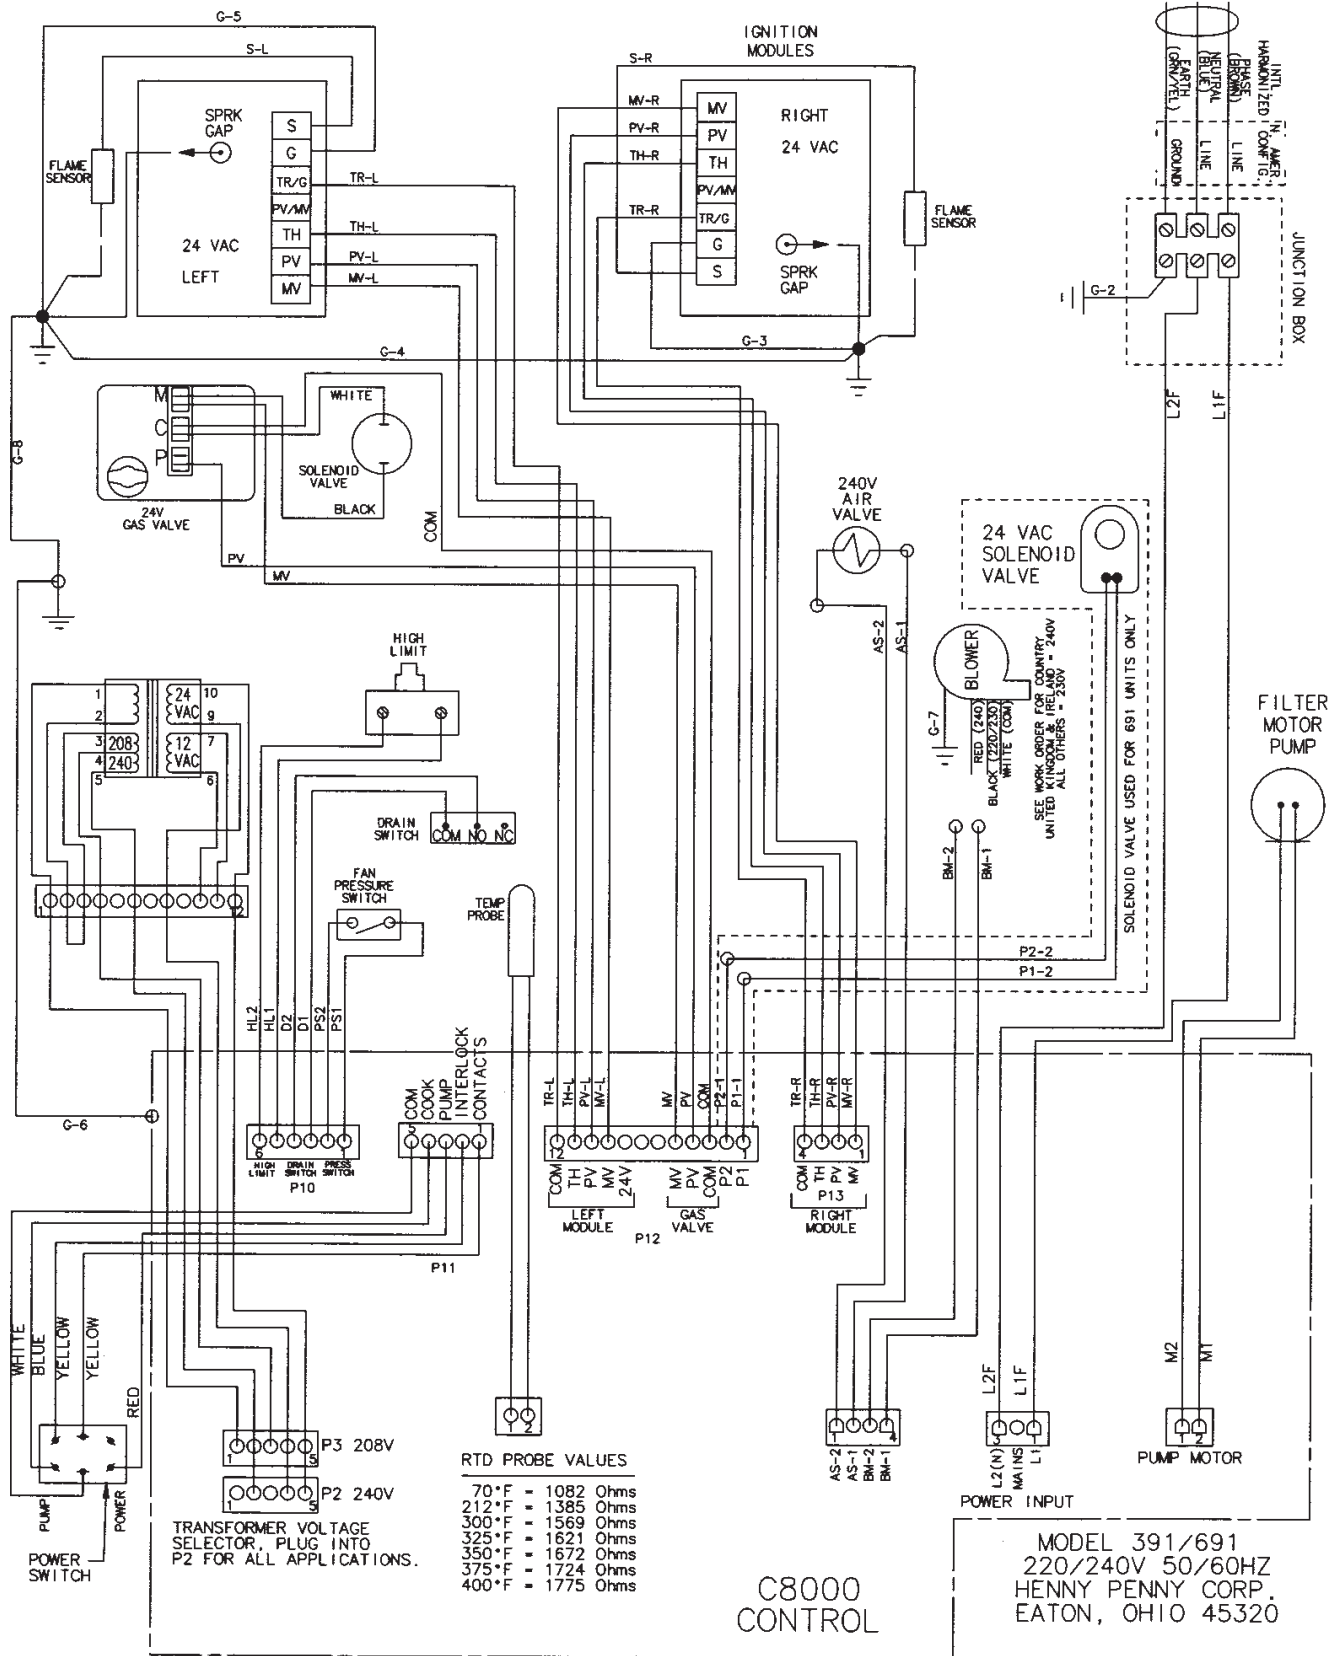 G-5
S-L
SPRK
GAP
FLAME
SENSOR
S
G
TR/G
PV/MV
TH
PV
MV
24 VAC
LEFT
TR-L
TH-L
PV-L
MV-L
IGNITION
MODULES
S-R
MV-R
PV-R
TH-R
TR-R
MV
PV
TH
PV/MV
TR/G
G
S
RIGHT
24 VAC
SPRK
GAP
FLAME
SENSOR
G-3
G-4
INTL
HARMONIZED
PHASE
(BROWN)
NEUTRAL
(BLUE)
EARTH
(GRN/YEL)
N. AMER.
CONFIG.
LINE
LINE
GROUND
JUNCTION BOX
G-2
L2F
L1F
M
C
P
WHITE
SOLENOID
VALVE
BLACK
24V
GAS VALVE
G-8
COM
PV
MV
240V
AIR
VALVE
AS-2
AS-1
24 VAC
SOLENOID
VALVE
SOLENOID VALVE USED FOR 691 UNITS ONLY
BLOWER
G-7
RED (240)
BLACK (220/230)
WHITE (COM)
SEE WORK ORDER FOR COUNTRY
UNITED KINGDOM & IRELAND = 240V
ALL OTHERS = 230V
BM-2
BM-1
FILTER
MOTOR
PUMP
HIGH
LIMIT
1
2
3
4
5
208
240
24
VAC
12
VAC
10
9
7
6
DRAIN
SWITCH
COM NO NC
FAN
PRESSURE
SWITCH
TEMP
PROBE
1
12
P2-2
P1-2
HL2
HL1
D2
D1
PS2
PS1
COM
COOK
PUMP
INTERLOCK
CONTACTS
TR-L
TH-L
PV-L
MV-L
MV
PV
COM
P2-1
P1-1
TR-R
TH-R
PV-R
MV-R
G-6
6
1
HIGH
LIMIT
DRAIN
SWITCH
PRESS
SWITCH
P10
5
1
P11
12
1
COM
TH
PV
MV
24V
MV
PV
COM
P2
P1
LEFT
MODULE
GAS
VALVE
P12
4
1
COM
TH
PV
MV
P13
RIGHT
MODULE
WHITE
BLUE
YELLOW
YELLOW
RED
PUMP
POWER
POWER
SWITCH
1
5
P3 208V
1
5
P2 240V
TRANSFORMER VOLTAGE
SELECTOR, PLUG INTO
P2 FOR ALL APPLICATIONS.
1 2
RTD PROBE VALUES
70°F = 1082 Ohms
212°F = 1385 Ohms
300°F = 1569 Ohms
325°F = 1621 Ohms
350°F = 1672 Ohms
375°F = 1724 Ohms
400°F = 1775 Ohms
1
4
AS-2
AS-1
BM-2
BM-1
L2F
L1F
3
1
L2(N)
MAINS
L1
POWER INPUT
M2
M1
1 2
PUMP MOTOR
C8000
CONTROL
MODEL 391/691
220/240V 50/60HZ
HENNY PENNY CORP.
EATON, OHIO 45320